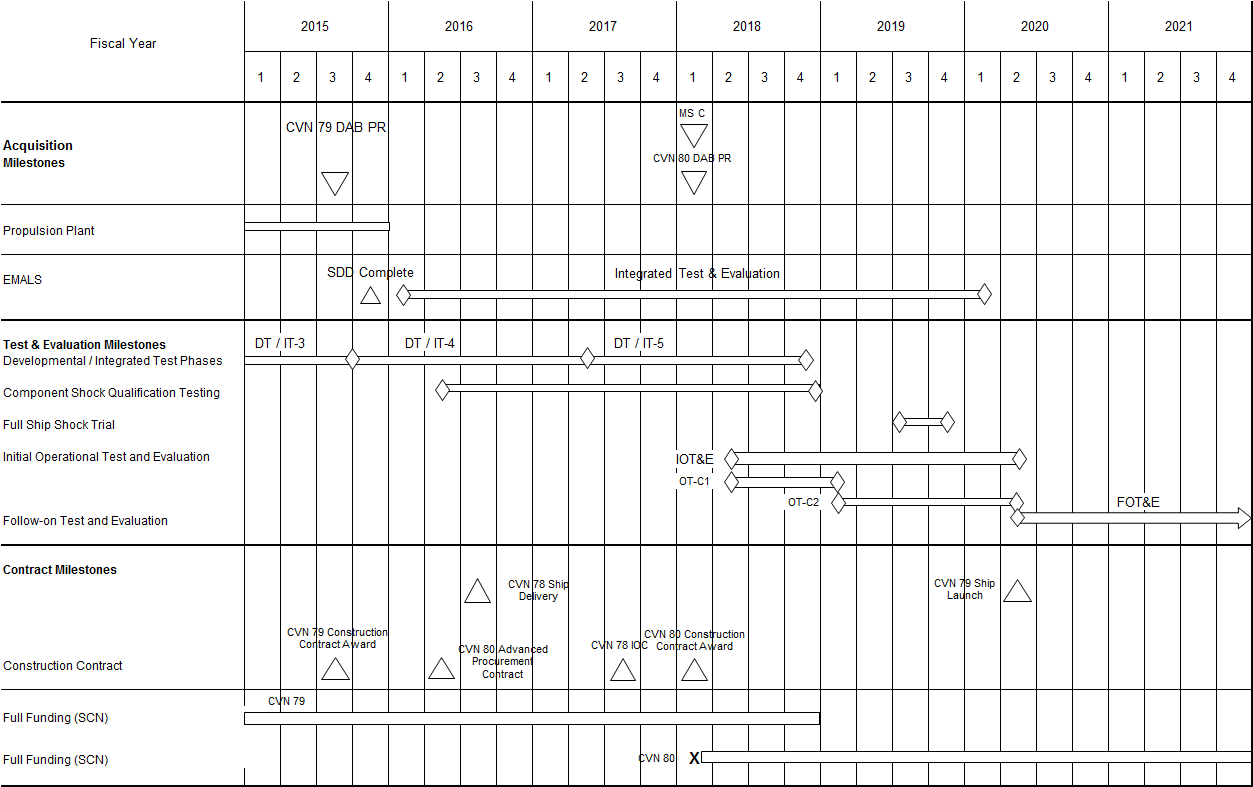 2015 2016 2017 2018 2019 2020 2021
Fiscal Year
1 2 3 4 1 2 3 4 1 2 3 4 1 2 3 4 1 2 3 4 1 2 3 4 1 2 3 4
MS C
CVN 79 DAB PR
Acquisition
Milestones
CVN 80 DAB PR
Propulsion Plant
SDD Complete
Integrated Test & Evaluation
EMALS
Test & Evaluation Milestones
DT / IT-3
DT / IT-4
DT / IT-5
Developmental / Integrated Test Phases
Component Shock Qualification Testing
Full Ship Shock Trial
Initial Operational Test and Evaluation
IOT&E
OT-C1
OT-C2
FOT&E
Follow-on Test and Evaluation
Contract Milestones
CVN 78 Ship
Delivery
CVN 79 Ship
Launch
CVN 79 Construction
Contract Award
CVN 80 Advanced
Procurement
Contract
CVN 78 IOC
CVN 80 Construction
Contract Award
Construction Contract
CVN 79
Full Funding (SCN)
Full Funding (SCN)
CVN 80
X